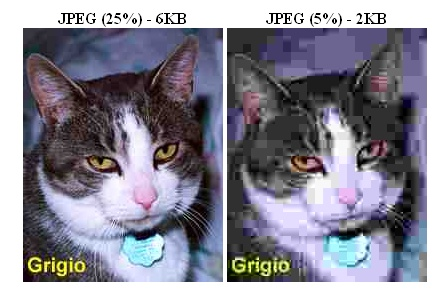 JPEG (25%) - 6KB
JPEG (5%) - 2KB
Grigio
Grigio